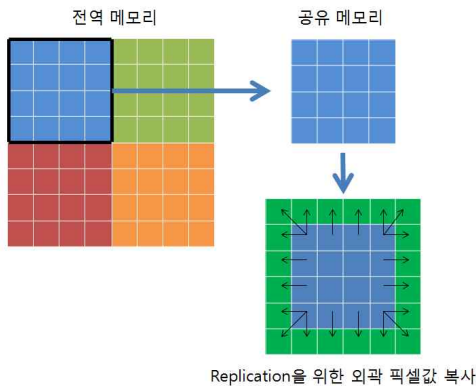 전역 메모리
공유 메모리
Replication을 위한 외곽 픽셀값 복사